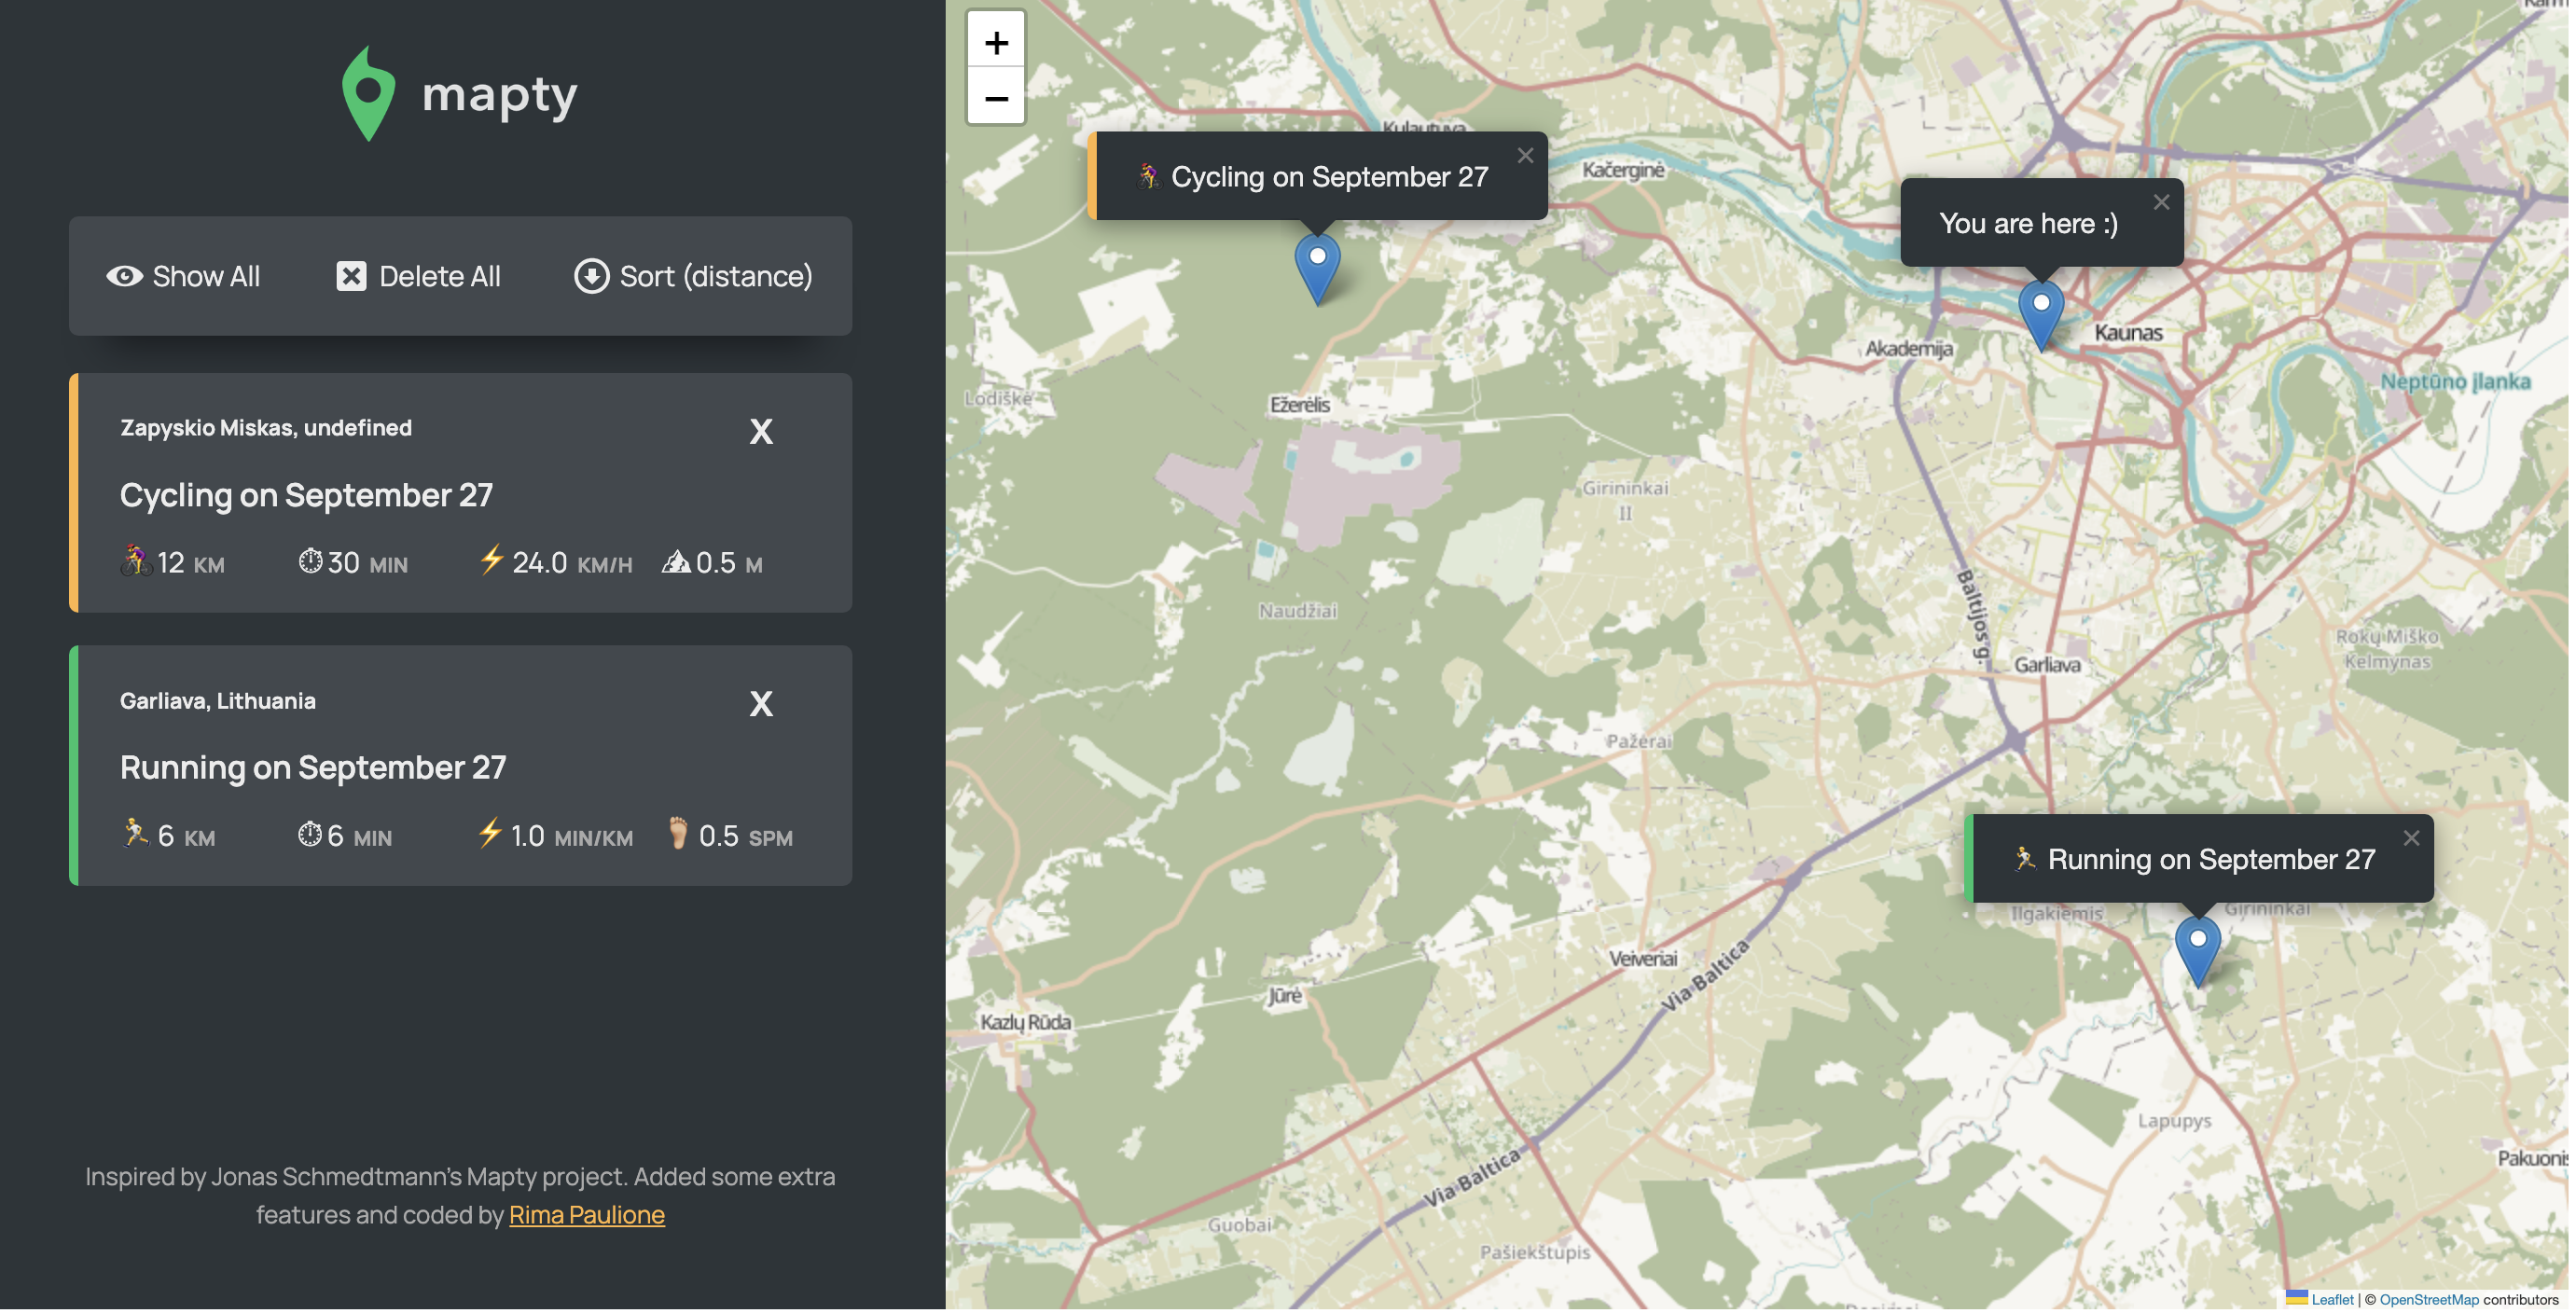 mapty
Show All
Delete All
Sort (distance)
Zapyskio Miskas, undefined
X
Cycling on September 27
12 KM
30 MIN
24.0 KM/H
0.5 M
Garliava, Lithuania
X
Running on September 27
6 KM
6 MIN
1.0 MIN/KM
0.5 SPM
Inspired by Jonas Schmedtmann's Mapty project. Added some extra
features and coded by Rima Paulione
+
−
Kulautuva
Cycling on September 27
×
Kačerginė
You are here :)
×
Kaunas
Akademija
Neptūno įlanka
Lodiškė
Ežerėlis
Girininkai
II
Naudžiai
Baltijos g.
Rokų Miško
Kelmynas
Garliava
Pažėrai
Running on September 27
×
Ilgakiemis
Girininkai
Veiveriai
Via Baltica
Jūrė
Kazlų Rūda
Lapupys
Pakuonis
Via Baltica
Guobai
Pašiekštupis
Leaflet | © OpenStreetMap contributors